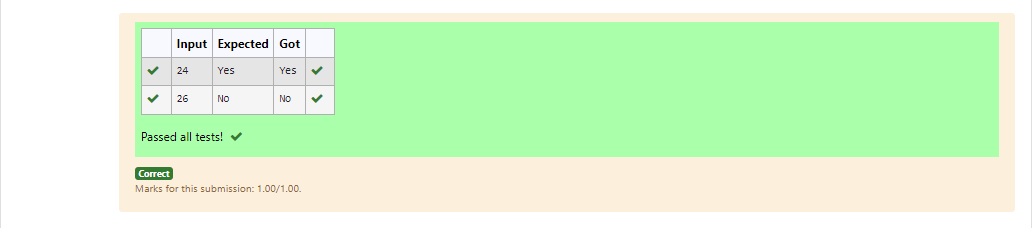 Input Expected Got
24 Yes Yes
26 No No
Passed all tests!
Correct
Marks for this submission: 1.00/1.00.